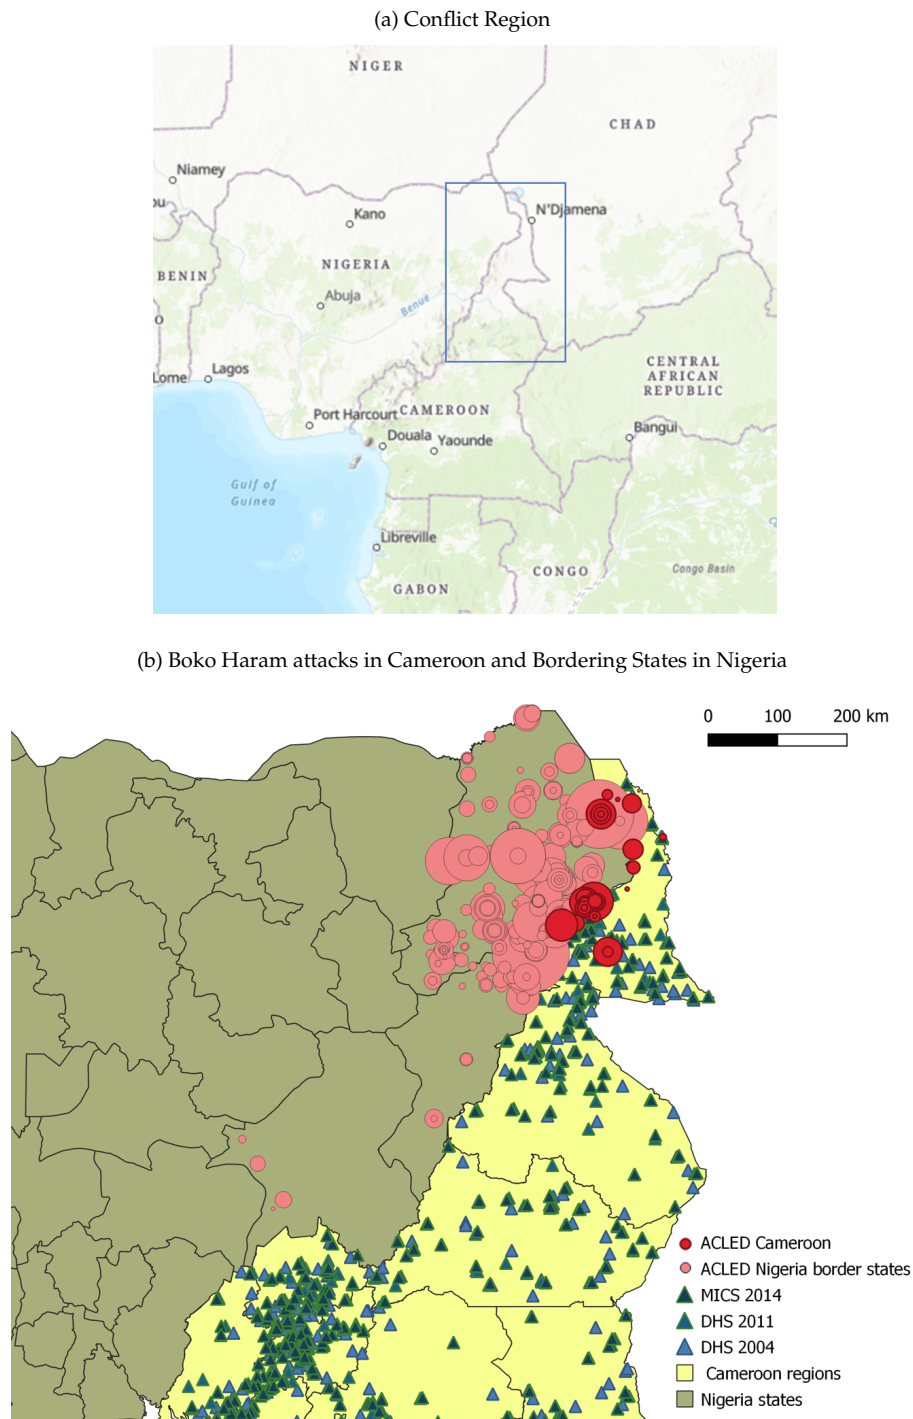 (a) Conflict Region
NIGER
CHAD
Niamey
ou
Kano
N'Djamena
NIGERIA
BENIN
Abuja
Benue
O
Lome
Lagos
CENTRAL
AFRICAN
REPUBLIC
Port Harcourt
CAMEROON
Douala
Yaounde
Bangui
Gulf of
Guinea
Libreville
CONGO
Congo Basin
GABON
(b) Boko Haram attacks in Cameroon and Bordering States in Nigeria
0 100 200 km
ACLED Cameroon
ACLED Nigeria border states
MICS 2014
DHS 2011
DHS 2004
Cameroon regions
Nigeria states